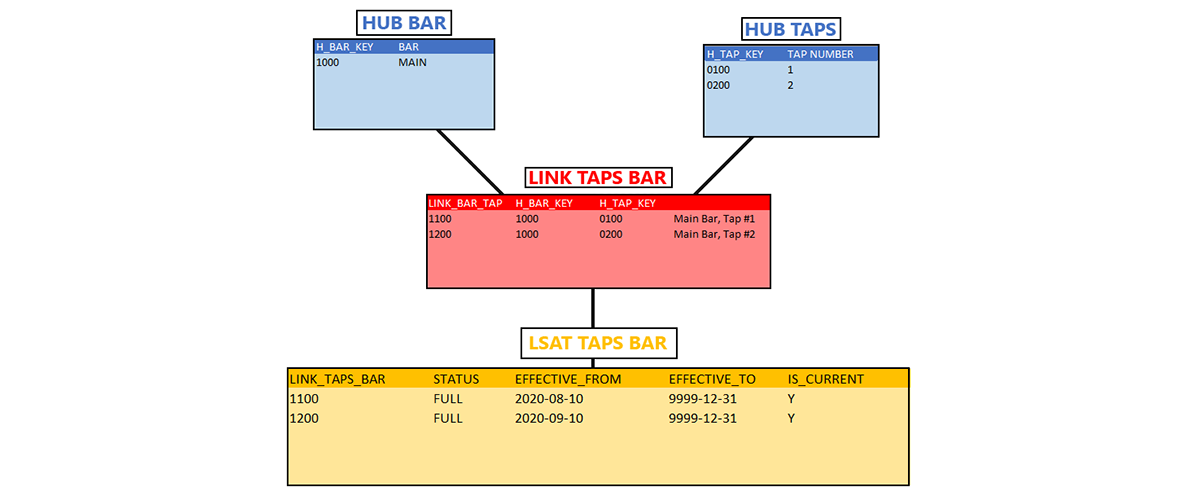 HUB BAR
H_BAR_KEY BAR
1000 MAIN
HUB TAPS
H_TAP_KEY TAP NUMBER
0100 1
0200 2
LINK TAPS BAR
LINK_BAR_TAP H_BAR_KEY H_TAP_KEY
1100 1000 0100 Main Bar, Tap #1
1200 1000 0200 Main Bar, Tap #2
LSAT TAPS BAR
LINK_TAPS_BAR STATUS EFFECTIVE_FROM EFFECTIVE_TO IS_CURRENT
1100 FULL 2020-08-10 9999-12-31 Y
1200 FULL 2020-09-10 9999-12-31 Y